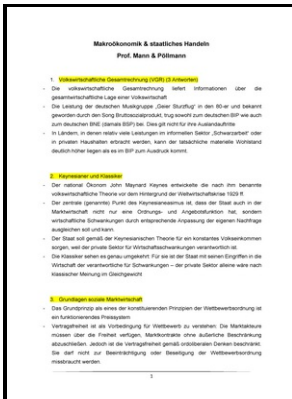 Makroökonomik & staatliches Handeln
Prof. Mann & Pöllmann
1. Volkswirtschaftliche Gesamtrechnung (VGR) (3 Antworten)
- Die volkswirtschaftliche Gesamtrechnung liefert Informationen über die
gesamtwirtschaftliche Lage einer Volkswirtschaft
- Die Leistung der deutschen Musikgruppe „Geier Sturzflug“ in den 80-er und bekannt
geworden durch den Song Bruttosozialprodukt, trug sowohl zum deutschen BIP wie auch
zum deutschen BNE (damals BSP) bei. Dies gilt nicht für ihre Auslandauftritte
- In Ländern, in denen relativ viele Leistungen im informellen Sektor „Schwarzarbeit“ oder
in privaten Haushalten erbracht werden, kann der tatsächliche materielle Wohlstand
deutlich höher liegen als es im BIP zum Ausdruck kommt.
2. Keynesianer und Klassiker
- Der national Ökonom John Maynard Keynes entwickelte die nach ihm benannte
volkswirtschaftliche Theorie vor dem Hintergrund der Weltwirtschaftskrise 1929 ff.
- Der zentrale (genannte) Punkt des Keynesianeasmus ist, dass der Staat auch in der
Marktwirtschaft nicht nur eine Ordnungs- und Angebotsfunktion hat, sondern
wirtschaftliche Schwankungen durch entsprechende Anpassung der eigenen Nachfrage
ausgleichen soll und kann.
- Der Staat soll gemäß der Keynesianischen Theorie für ein konstantes Volkseinkommen
sorgen, weil der private Sektor für Wirtschaftsschwankungen verantwortlich ist.
- Die Klassiker sehen es genau umgekehrt: Für sie ist der Staat mit seinen Eingriffen in die
Wirtschaft der verantwortliche für Schwankungen – der private Sektor alleine wäre nach
klassischer Meinung im Gleichgewicht
3. Grundlagen soziale Marktwirtschaft
- Das Grundprinzip als eines der konstituierenden Prinzipien der Wettbewerbsordnung ist
ein funktionierendes Preissystem
- Vertragsfreiheit ist als Vorbedingung für Wettbewerb zu verstehen: Die Marktakteure
müssen über die Freiheit verfügen, Marktkontrakte ohne äußerliche Beschränkung
abzuschließen. Jedoch ist die Vertragsfreiheit gemäß ordoliberalen Denken beschränkt.
Sie darf nicht zur Beeinträchtigung oder Beseitigung der Wettbewerbsordnung
missbraucht werden.